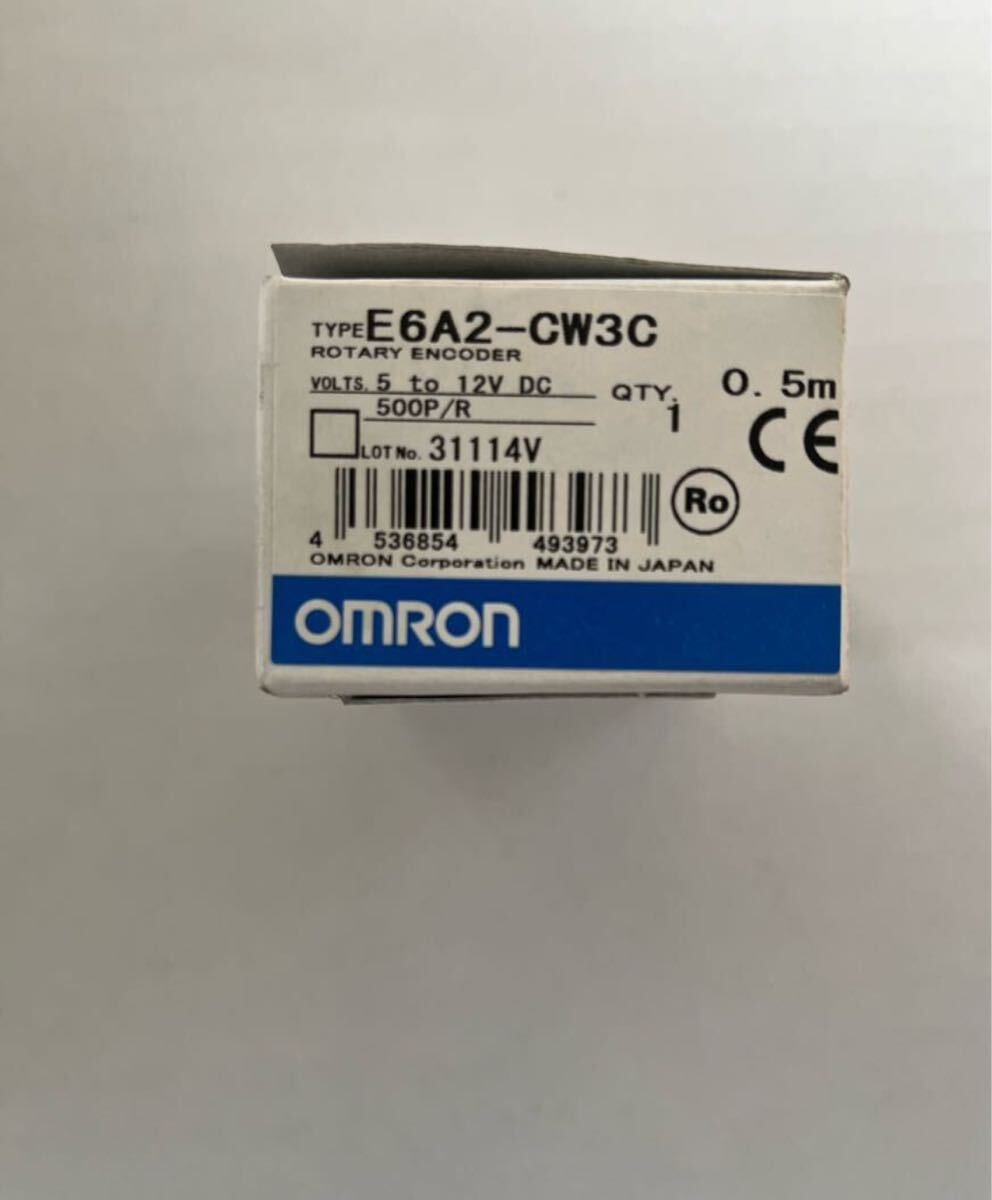 TYPE E6A2-CW3C
ROTARY ENCODER
VOLTS. 5 to 12V DC QTY. 0. 5m
500P/R 1 CE
LOT No. 31114V
Ro
4 536854 493973
OMRON Corporation MADE IN JAPAN
OMRON